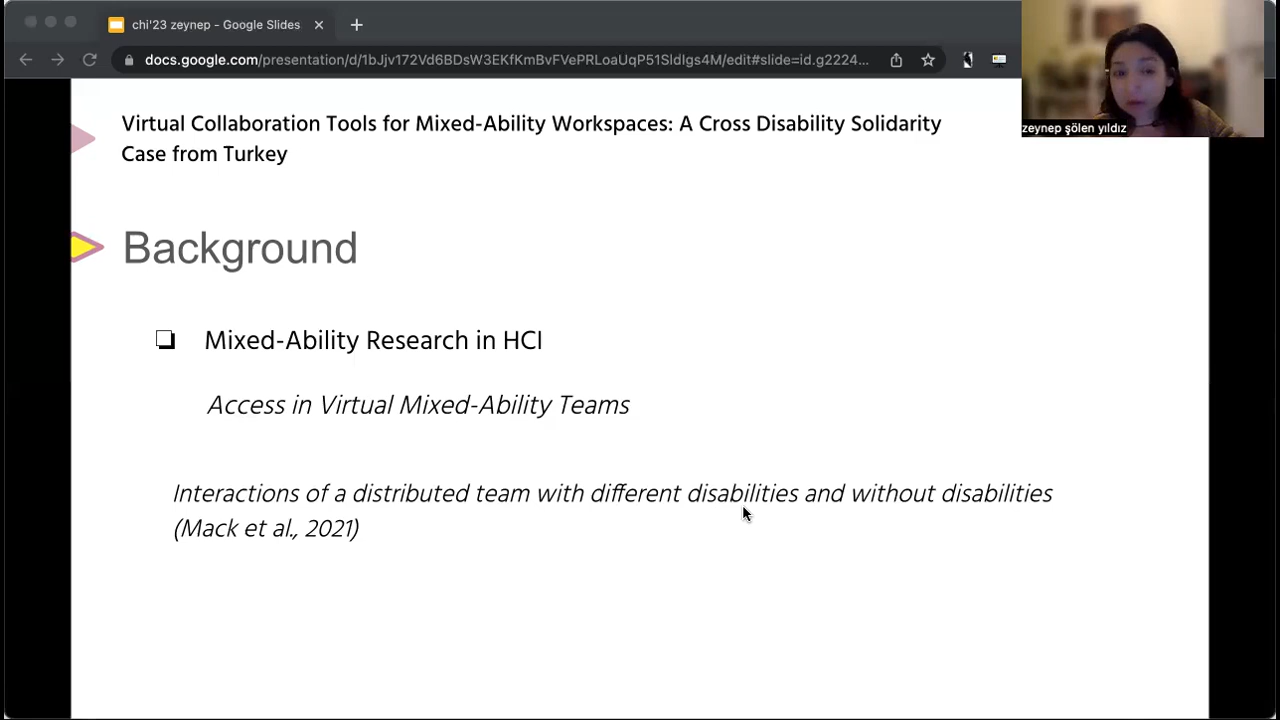 chi'23 zeynep - Google Slides
docs.google.com/presentation/d/1bJjv172Vd6BDsW3EKfKmBvFVePRLoaUqP51SldIgs4M/edit#slide=id.g2224...
zeynep şölen yıldız
Virtual Collaboration Tools for Mixed-Ability Workspaces: A Cross Disability Solidarity
Case from Turkey
Background
Mixed-Ability Research in HCI
Access in Virtual Mixed-Ability Teams
Interactions of a distributed team with different disabilities and without disabilities
(Mack et al., 2021)